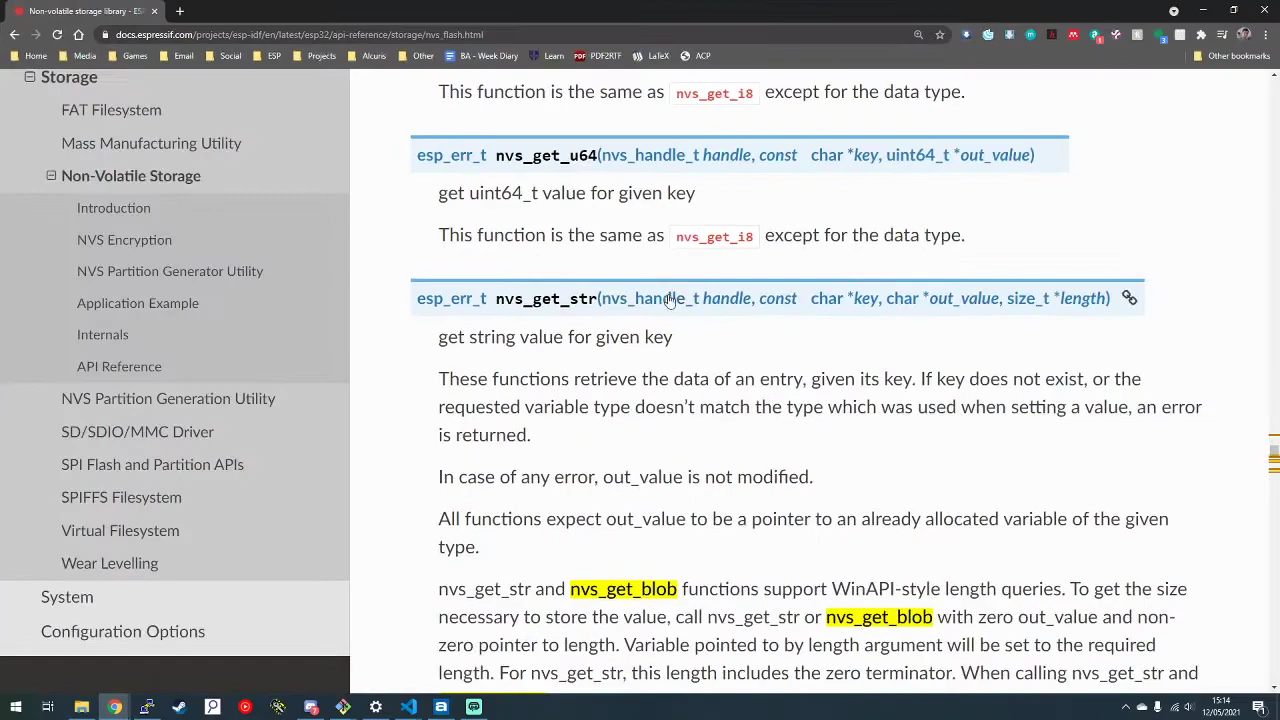 Non-volatile storage library - ESP
docs.espressif.com/projects/esp-idf/en/latest/esp32/api-reference/storage/nvs_flash.html
Home
Fun
Email
Social
ESP
Projects
Alcuins
Other
BA - Week Diary
Learn
PDF2RTF
LaTeX
ACP
Other bookmarks
Storage
FAT Filesystem
Mass Manufacturing Utility
Non-Volatile Storage
Introduction
NVS Encryption
NVS Partition Generator Utility
Application Example
Internals
API Reference
NVS Partition Generation Utility
SD/SDIO/MMC Driver
SPI Flash and Partition APIs
SPIFFS Filesystem
Virtual Filesystem
Wear Levelling
System
Configuration Options
This function is the same as nvs_get_i8 except for the data type.
esp_err_t nvs_get_u64(nvs_handle_t handle, const char *key, uint64_t *out_value)
get uint64_t value for given key
This function is the same as nvs_get_i8 except for the data type.
esp_err_t nvs_get_str(nvs_handle_t handle, const char *key, char *out_value, size_t *length)
get string value for given key
These functions retrieve the data of an entry, given its key. If key does not exist, or the
requested variable type doesn't match the type which was used when setting a value, an error
is returned.
In case of any error, out_value is not modified.
All functions expect out_value to be a pointer to an already allocated variable of the given
type.
nvs_get_str and nvs_get_blob functions support WinAPI-style length queries. To get the size
necessary to store the value, call nvs_get_str or nvs_get_blob with zero out_value and non-
zero pointer to length. Variable pointed to by length argument will be set to the required
length. For nvs_get_str, this length includes the zero terminator. When calling nvs_get_str and
15:14
12/05/2021